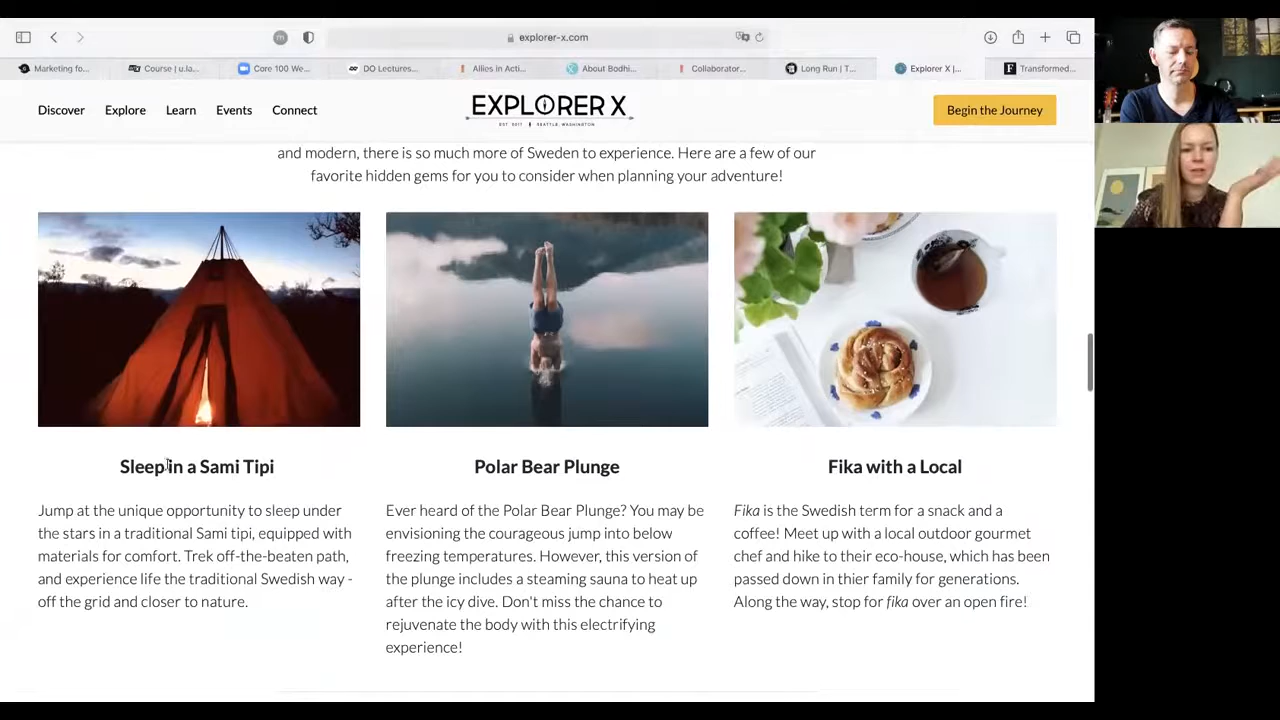 explorer-x.com
Marketing fo...
Course | u.la...
Core 100 We...
DO Lectures...
Allies in Acti...
About Bodhi...
Collaborator...
Long Run | T...
Explorer X |...
Transformed...
Discover
Explore
Learn
Events
Connect
EXPLORER X
EST. 2017 SEATTLE, WASHINGTON
Begin the Journey
and modern, there is so much more of Sweden to experience. Here are a few of our
favorite hidden gems for you to consider when planning your adventure!
Sleep in a Sami Tipi
Jump at the unique opportunity to sleep under
the stars in a traditional Sami tipi, equipped with
materials for comfort. Trek off-the-beaten path,
and experience life the traditional Swedish way -
off the grid and closer to nature.
Polar Bear Plunge
Ever heard of the Polar Bear Plunge? You may be
envisioning the courageous jump into below
freezing temperatures. However, this version of
the plunge includes a steaming sauna to heat up
after the icy dive. Don't miss the chance to
rejuvenate the body with this electrifying
experience!
Fika with a Local
Fika is the Swedish term for a snack and a
coffee! Meet up with a local outdoor gourmet
chef and hike to their eco-house, which has been
passed down in thier family for generations.
Along the way, stop for fika over an open fire!